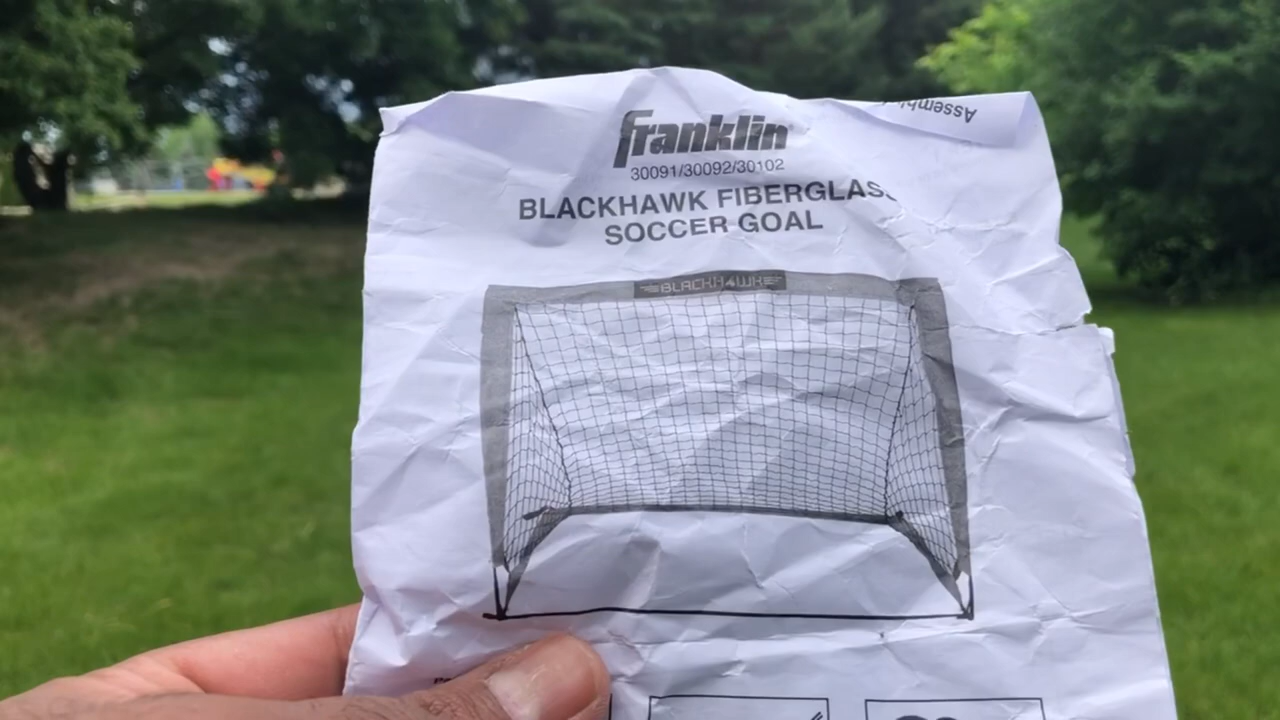 franklin
30091/30092/30102
BLACKHAWK FIBERGLASS
SOCCER GOAL
BLACKHAWK